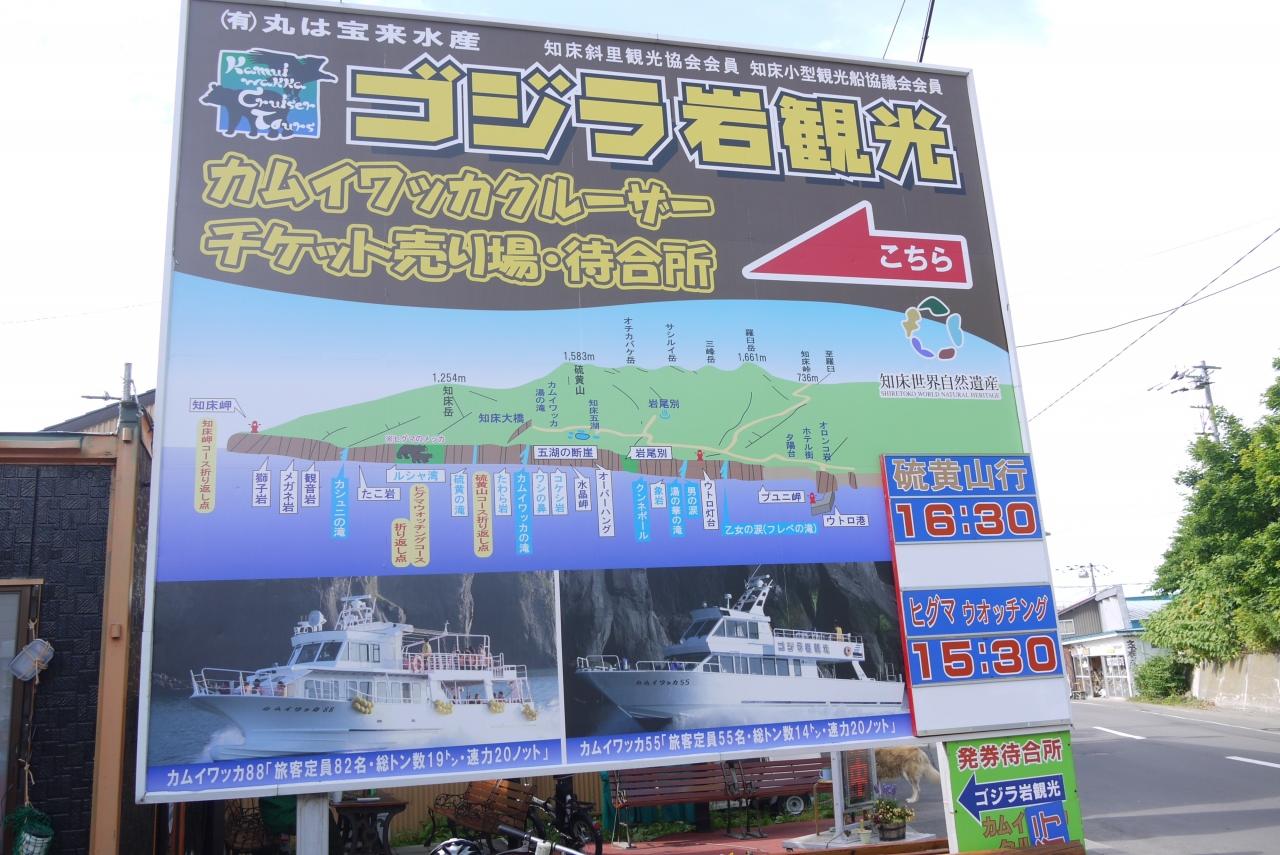 (有)丸は宝来水産
知床斜里観光協会会員 知床小型観光船協議会会員
Kamui
Wakka
Cruiser
Tours
ゴジラ岩観光
カムイワッカクルーザー
チケット売り場・待合所
こちら
知床世界自然遺産
SHIRETOKO WORLD NATURAL HERITAGE
オチカバケ岳
サシルイ岳
三峰岳
羅臼岳
1,661m
1,583m
硫黄山
知床峠
736m
至羅臼
1,254m
知床岳
カムイワッカ
湯の滝
知床五湖
岩尾別
知床大橋
知床岬
知床岬コース折り返し点
※ヒグマのメッカ
五湖の断崖
岩尾別
夕陽台
ホテル街
オロンコ岩
獅子岩
メガネ岩
観音岩
カシュニの滝
たこ岩
ルシャ湾
ヒグマウオッチングコース
折り返し点
硫黄の滝
硫黄山コース折り返し点
たわら岩
カムイワッカの滝
ワシの鼻
コケシ岩
水晶岬
オーバーハング
クンネポール
象岩
湯の華の滝
男の涙
ウトロ灯台
乙女の涙(フレペの滝)
プユニ岬
ウトロ港
硫黄山行
16:30
ヒグマ ウオッチング
15:30
カムイワッカ88
ゴジラ岩観光
カムイワッカ55
カムイワッカ88「旅客定員82名・総トン数19㌧・速力20ノット」
カムイワッカ55「旅客定員55名・総トン数14㌧・速力20ノット」
発券待合所
ゴジラ岩観光
カムイ
クル